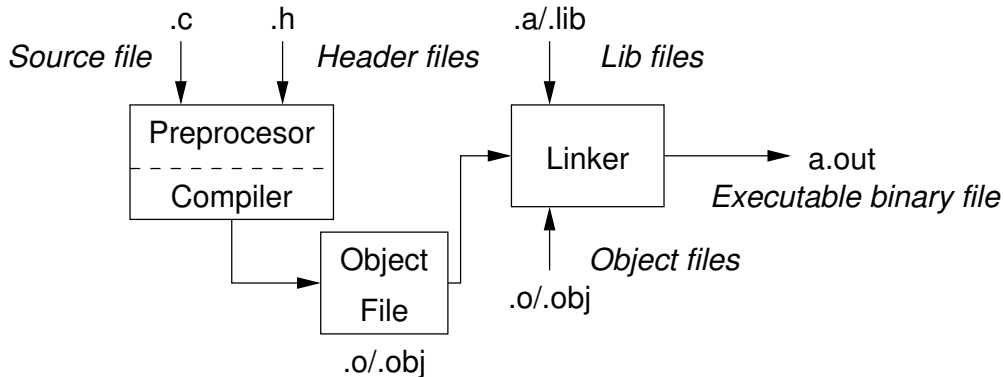 .c
.h
.a/.lib
Source file
Header files
Lib files
Preprocesor
Compiler
Linker
a.out
Executable binary file
Object
File
Object files
.o/.obj
.o/.obj